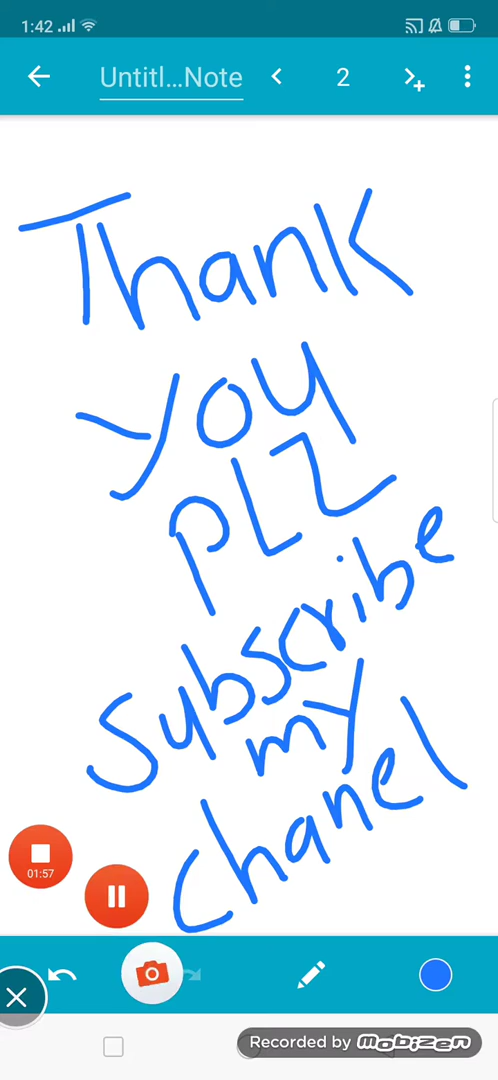 1:42
Untitl...Note
2
Thank
You
PLZ
Subscribe
my
Chanel
01:57
Recorded by mobizen